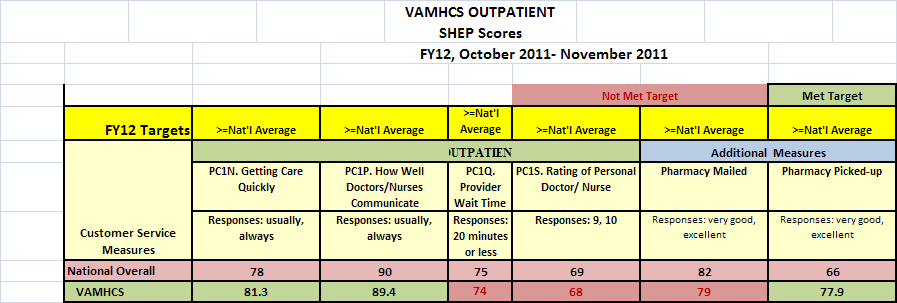 VAMHCS OUTPATIENT
SHEP Scores
FY12, October 2011- November 2011
Not Met Target
Met Target
FY12 Targets
>=Nat'l Average
>=Nat'l Average
>=Nat'l
Average
>=Nat'l Average
>=Nat'l Average
>=Nat'l Average
OUTPATIEN
Additional Measures
Customer Service
Measures
PC1N. Getting Care
Quickly
PC1P. How Well
Doctors/Nurses
Communicate
PC1Q.
Provider
Wait Time
PC1S. Rating of Personal
Doctor/ Nurse
Pharmacy Mailed
Pharmacy Picked-up
Responses: usually,
always
Responses: usually,
always
Responses:
20 minutes
or less
Responses: 9, 10
Responses: very good,
excellent
Responses: very good,
excellent
National Overall 78 90 75 69 82 66
VAMHCS 81.3 89.4 74 68 79 77.9